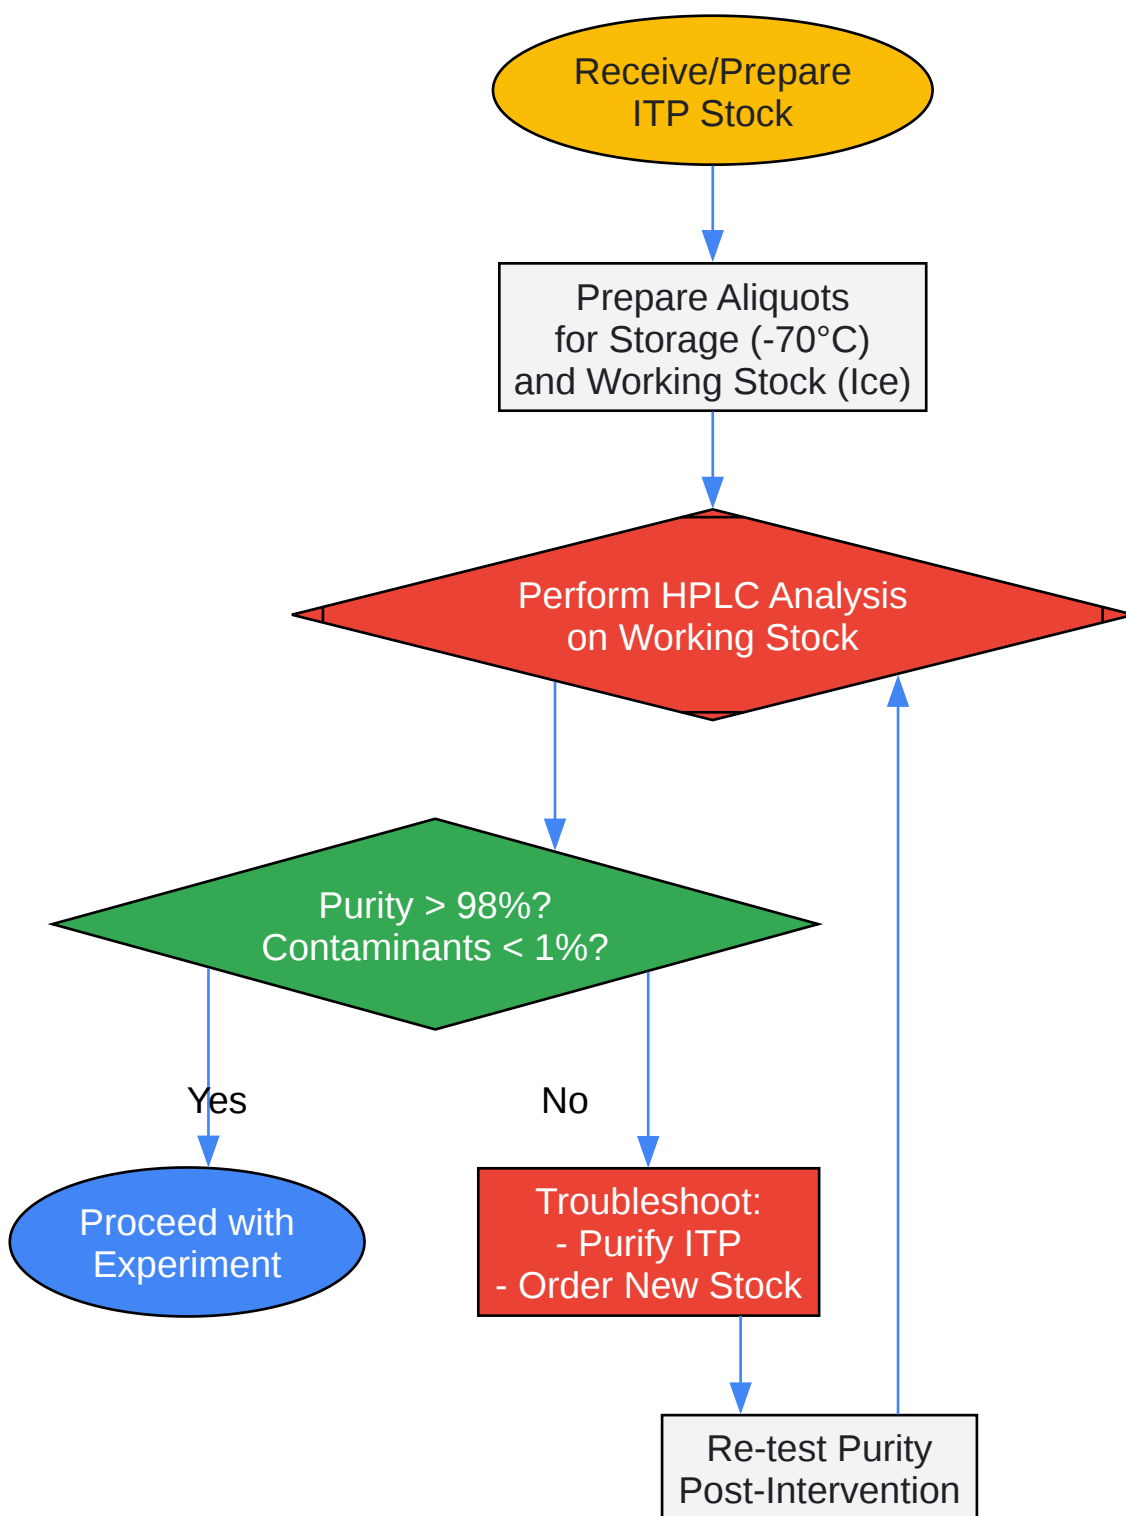 Receive/Prepare
ITP Stock
Prepare Aliquots
for Storage (-70°C)
and Working Stock (Ice)
Perform HPLC Analysis
on Working Stock
Purity > 98%?
Contaminants < 1%?
Yes
No
Proceed with
Experiment
Troubleshoot:
- Purify ITP
- Order New Stock
Re-test Purity
Post-Intervention